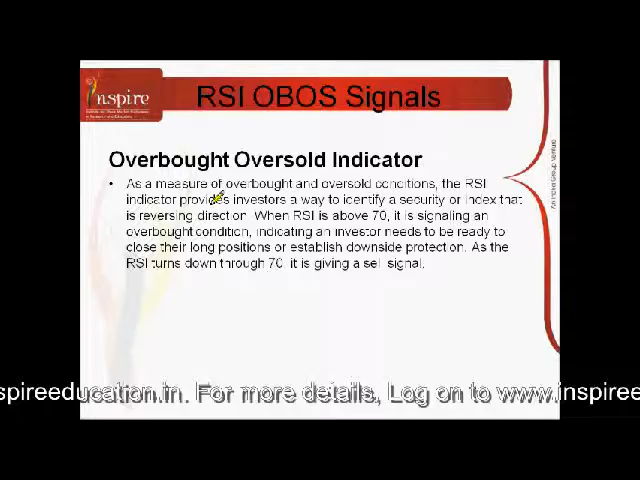 inspire
RSI OBOS Signals
Overbought Oversold Indicator
• As a measure of overbought and oversold conditions, the RSI
indicator provides investors a way to identify a security or index that
is reversing direction. When RSI is above 70, it is signaling an
overbought condition, indicating an investor needs to be ready to
close their long positions or establish downside protection. As the
RSI turns down through 70, it is giving a sell signal.
spireeducation.in. For more details, Log on to www.inspiree